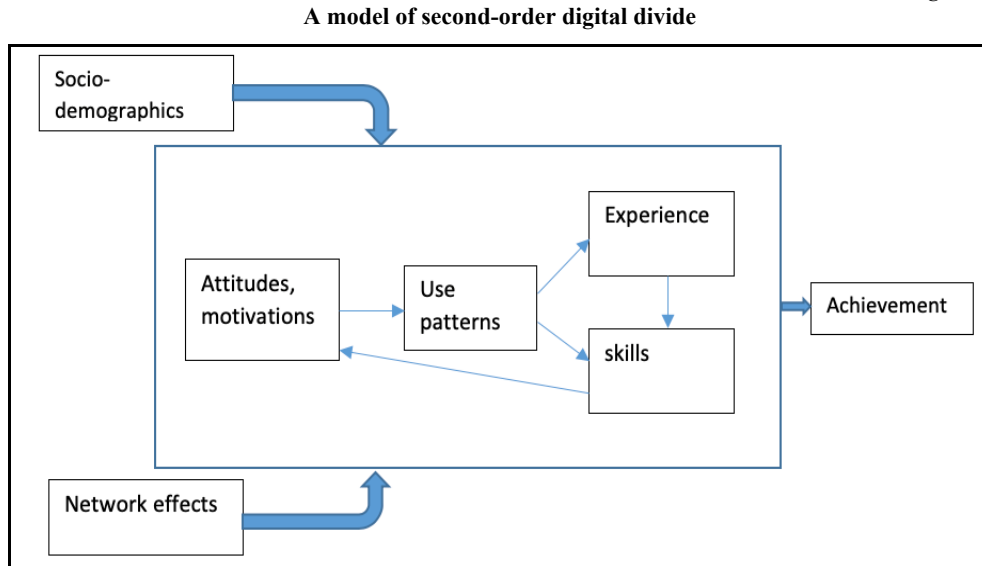 A model of second-order digital divide
Socio-
demographics
Experience
Attitudes,
motivations
Use
patterns
Achievement
skills
Network effects